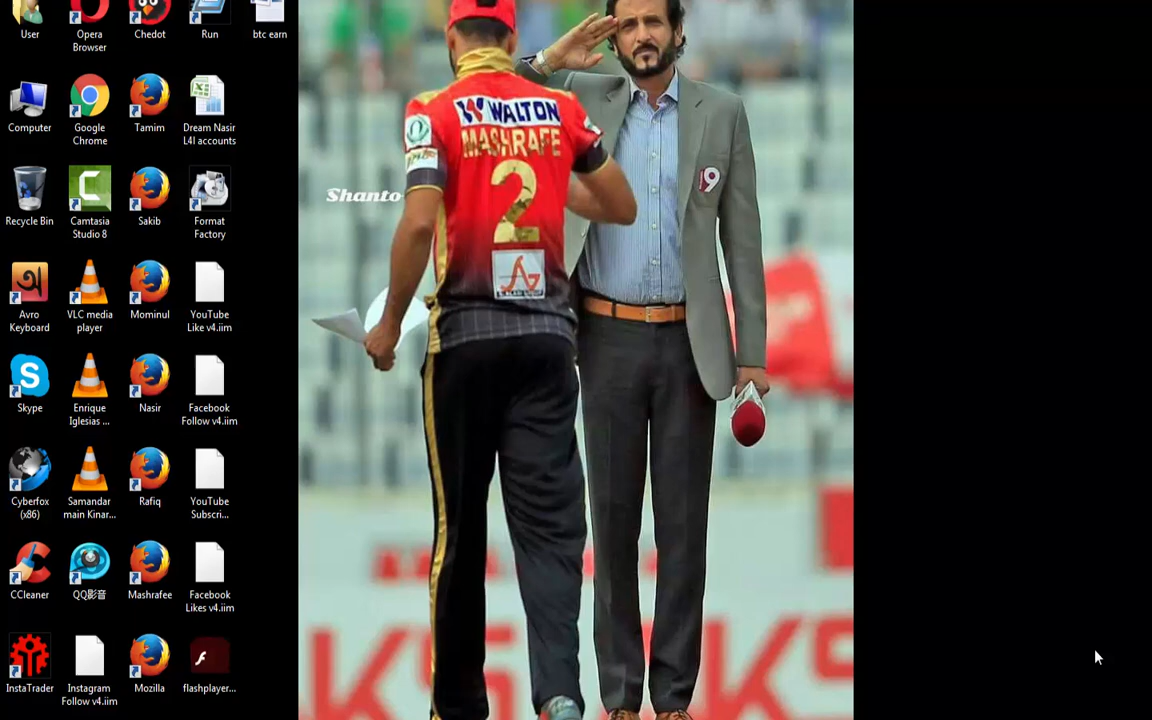 User
Opera
Browser
Chedot
Run
btc earn
Computer
Google
Chrome
Tamim
Dream Nasir
L4l accounts
Recycle Bin
Camtasia
Studio 8
Sakib
Format
Factory
অ
Avro
Keyboard
VLC media
player
Mominul
YouTube
Like v4.iim
Skype
Enrique
Iglesias ...
Nasir
Facebook
Follow v4.iim
Cyberfox
(x86)
Samandar
main Kinar...
Rafiq
YouTube
Subscri...
CCleaner
QQ影音
Mashrafee
Facebook
Likes v4.iim
InstaTrader
Instagram
Follow v4.iim
Mozilla
flashplayer...
WALTON
MASHRAFE
2
Shanto
9